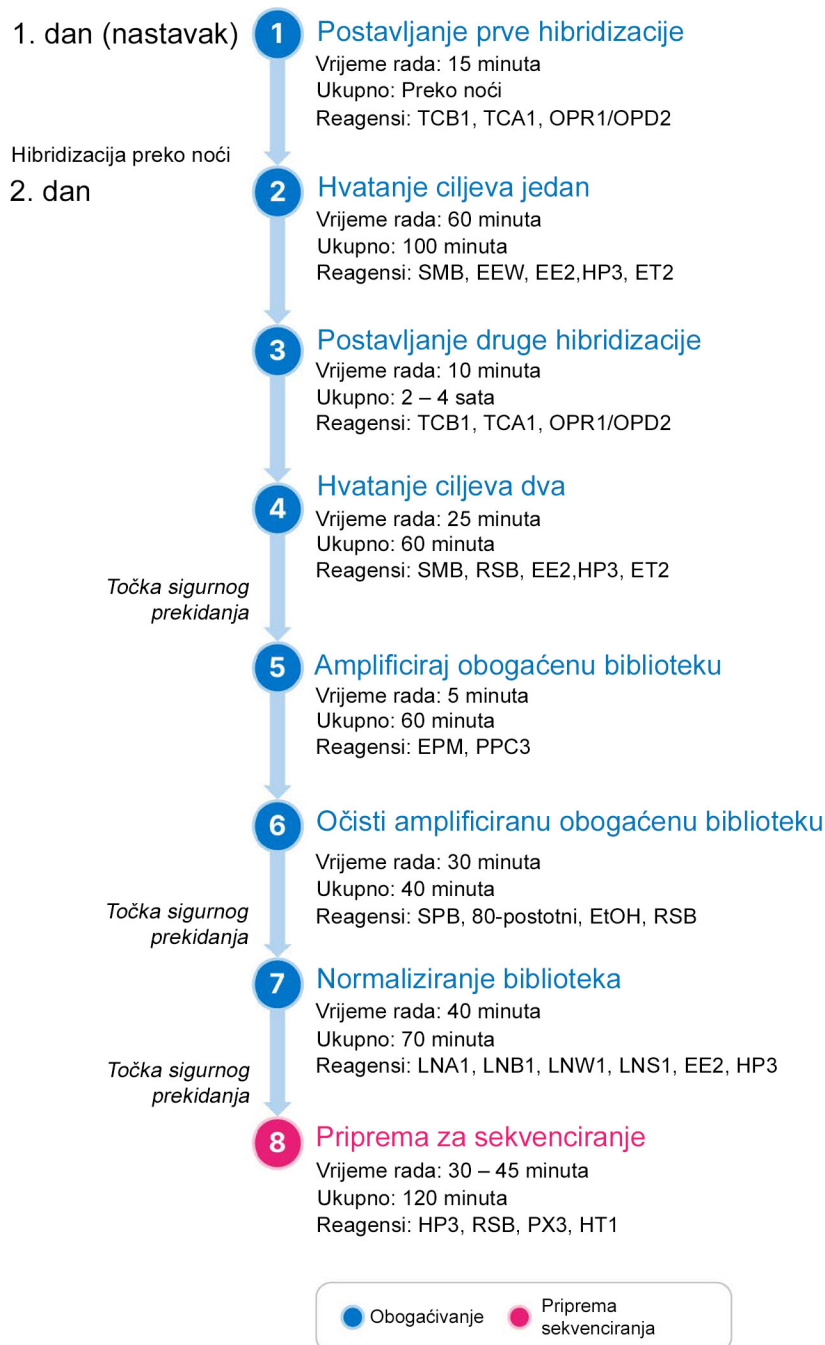 1. dan (nastavak)
1
Postavljanje prve hibridizacije
Vrijeme rada: 15 minuta
Ukupno: Preko noći
Reagensi: TCB1, TCA1, OPR1/OPD2
Hibridizacija preko noći
2. dan
2
Hvatanje ciljeva jedan
Vrijeme rada: 60 minuta
Ukupno: 100 minuta
Reagensi: SMB, EEW, EE2,HP3, ET2
3
Postavljanje druge hibridizacije
Vrijeme rada: 10 minuta
Ukupno: 2 – 4 sata
Reagensi: TCB1, TCA1, OPR1/OPD2
4
Hvatanje ciljeva dva
Vrijeme rada: 25 minuta
Ukupno: 60 minuta
Reagensi: SMB, RSB, EE2,HP3, ET2
Točka sigurnog
prekidanja
5
Amplificiraj obogaćenu biblioteku
Vrijeme rada: 5 minuta
Ukupno: 60 minuta
Reagensi: EPM, PPC3
6
Očisti amplificiranu obogaćenu biblioteku
Vrijeme rada: 30 minuta
Ukupno: 40 minuta
Reagensi: SPB, 80-postotni, EtOH, RSB
Točka sigurnog
prekidanja
7
Normaliziranje biblioteka
Vrijeme rada: 40 minuta
Ukupno: 70 minuta
Reagensi: LNA1, LNB1, LNW1, LNS1, EE2, HP3
Točka sigurnog
prekidanja
8
Priprema za sekvenciranje
Vrijeme rada: 30 – 45 minuta
Ukupno: 120 minuta
Reagensi: HP3, RSB, PX3, HT1
Obogaćivanje
Priprema
sekvenciranja